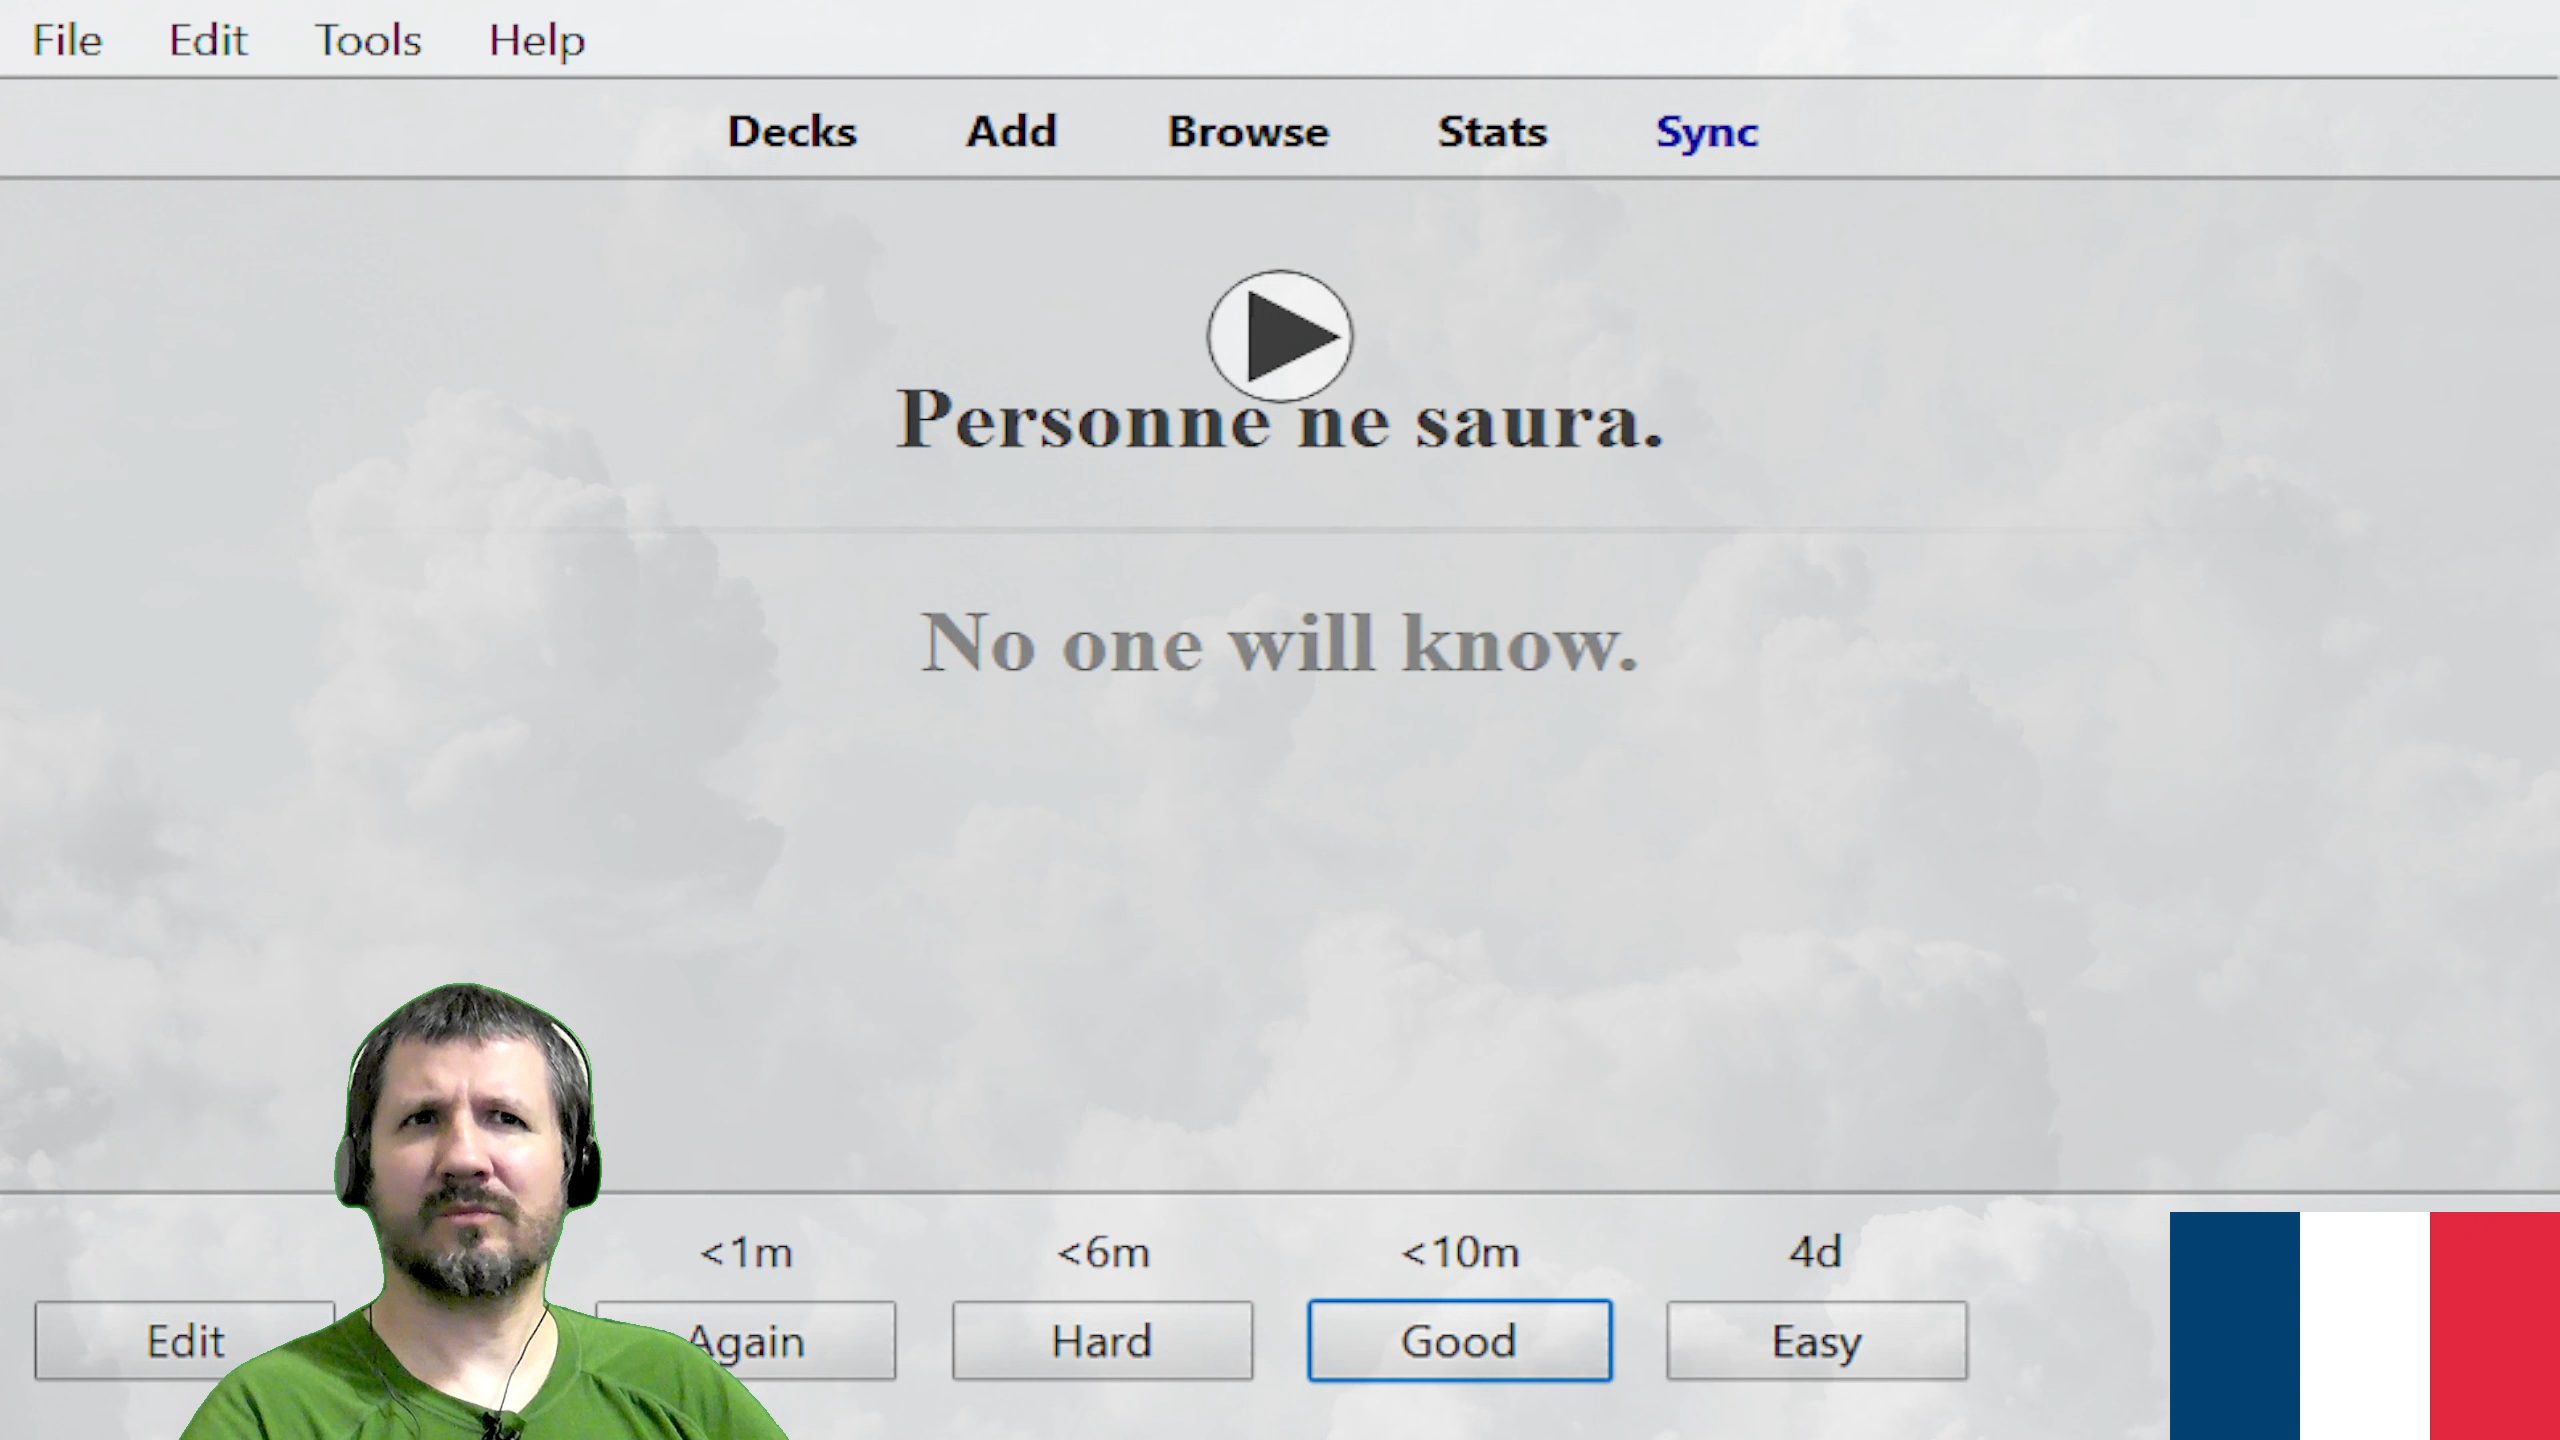 File Edit Tools Help
Decks Add Browse Stats Sync
Personne ne saura.
No one will know.
<1m <6m <10m 4d
Edit Again Hard Good Easy